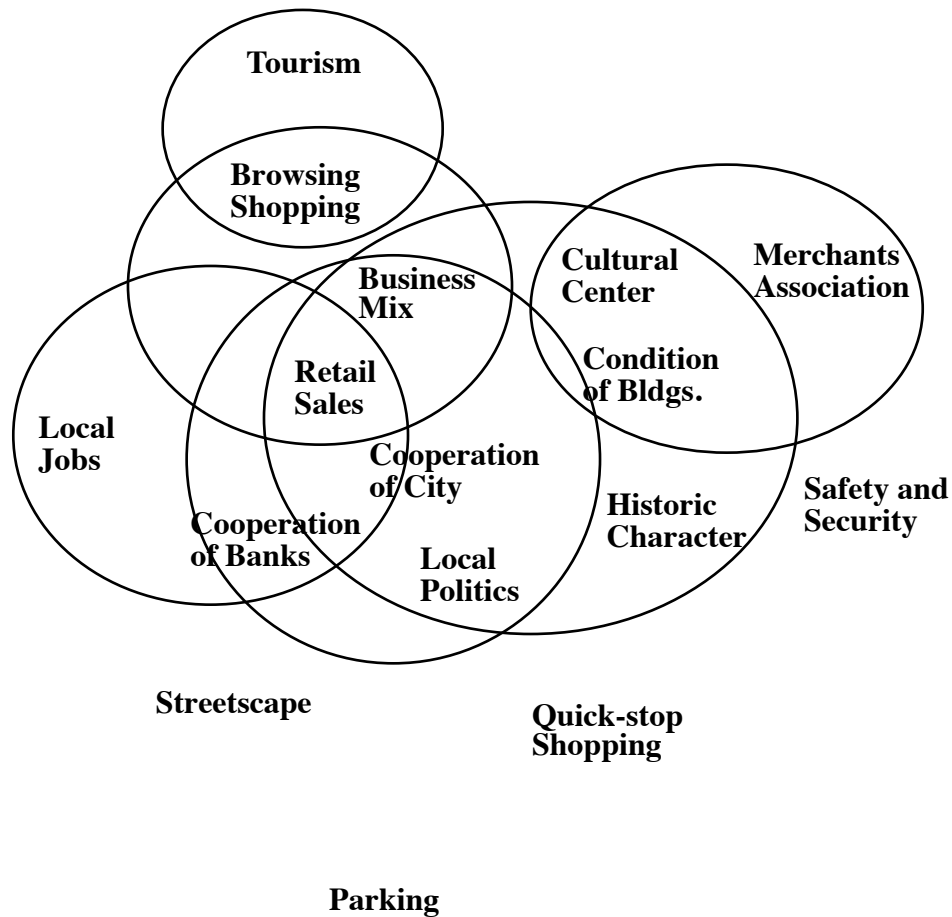 Tourism
Browsing
Shopping
Business
Mix
Cultural
Center
Merchants
Association
Retail
Sales
Condition
of Bldgs.
Local
Jobs
Cooperation
of City
Cooperation
of Banks
Historic
Character
Safety and
Security
Local
Politics
Streetscape
Quick-stop
Shopping
Parking